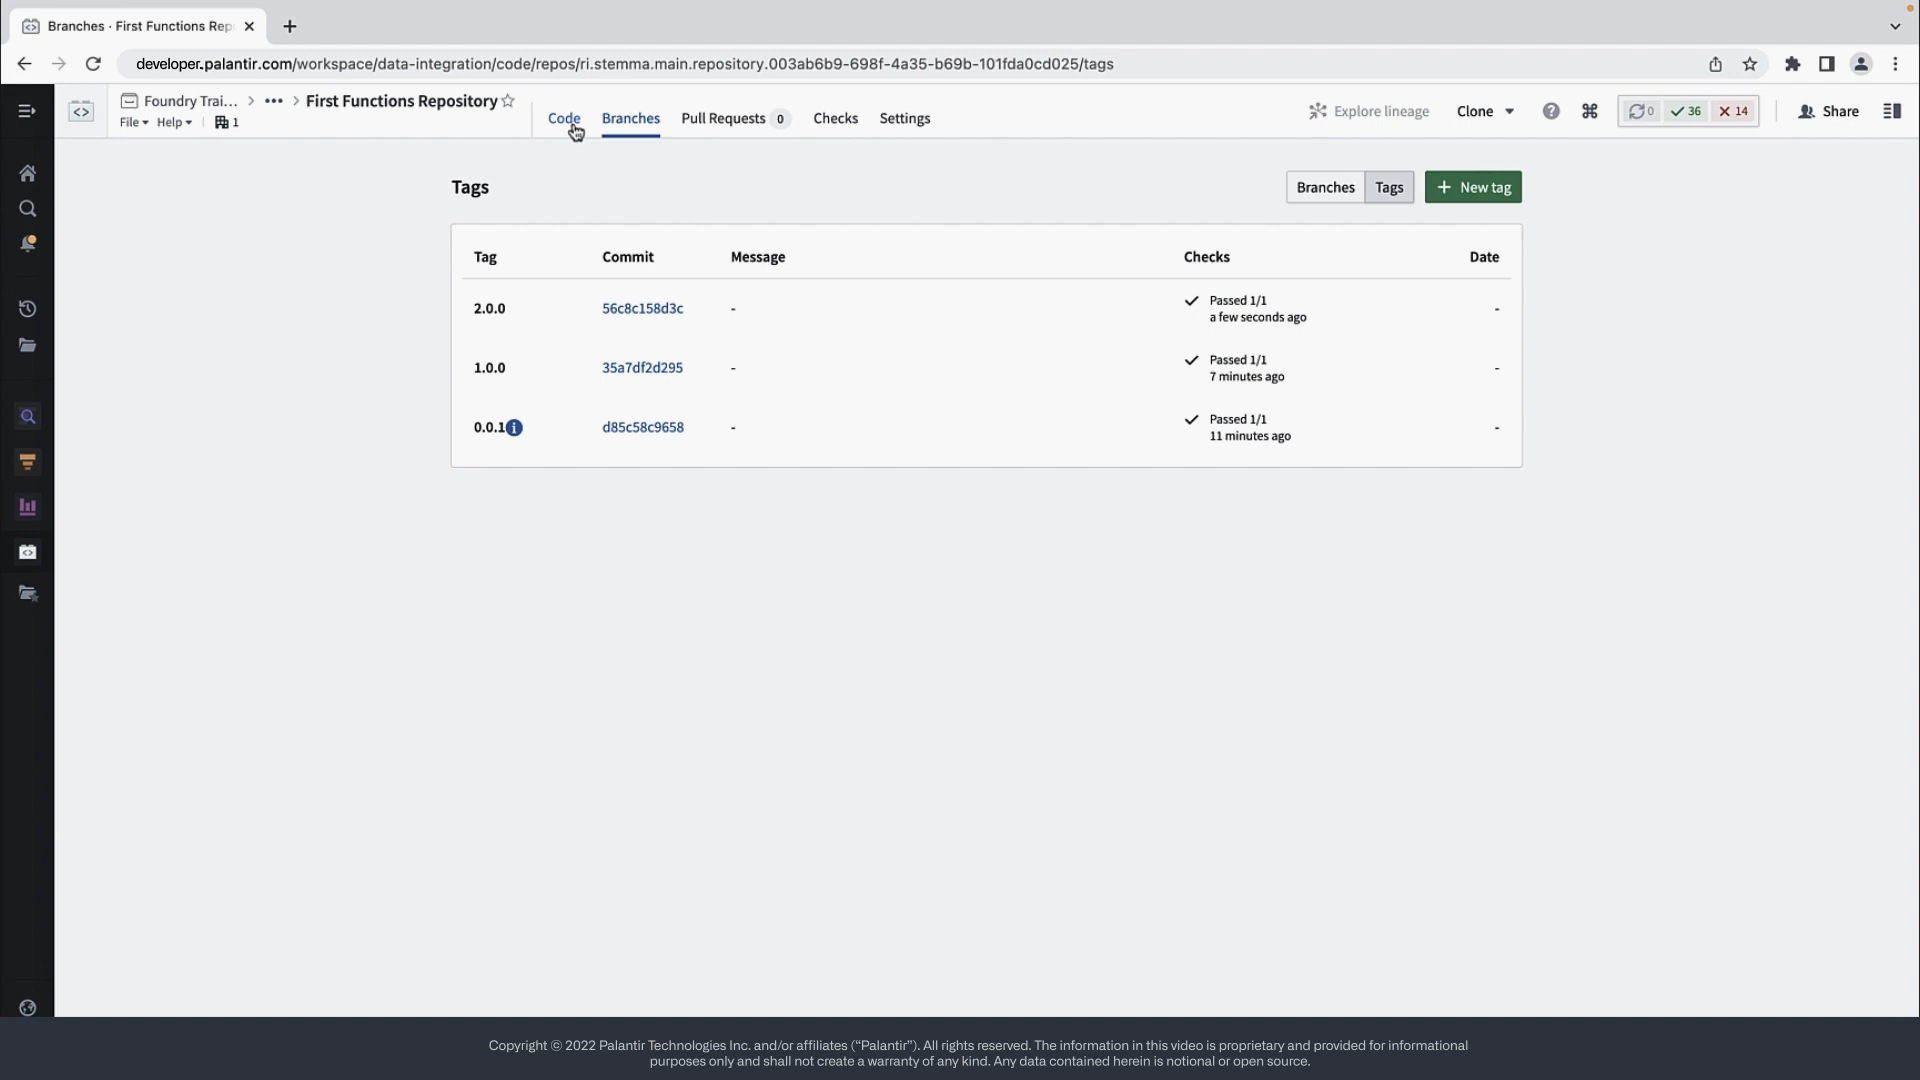 Branches · First Functions Rep
developer.palantir.com/workspace/data-integration/code/repos/ri.stemma.main.repository.003ab6b9-698f-4a35-b69b-101fda0cd025/tags
Foundry Trai... > ••• > First Functions Repository
File Help 1
Code Branches Pull Requests 0 Checks Settings
Explore lineage Clone 0 36 14 Share
Tags
Branches Tags + New tag
Tag Commit Message Checks Date
2.0.0 56c8c158d3c - Passed 1/1 -
a few seconds ago
1.0.0 35a7df2d295 - Passed 1/1 -
7 minutes ago
0.0.1 d85c58c9658 - Passed 1/1 -
11 minutes ago
Copyright © 2022 Palantir Technologies Inc. and/or affiliates (“Palantir”). All rights reserved. The information in this video is proprietary and provided for informational
purposes only and shall not create a warranty of any kind. Any data contained herein is notional or open source.